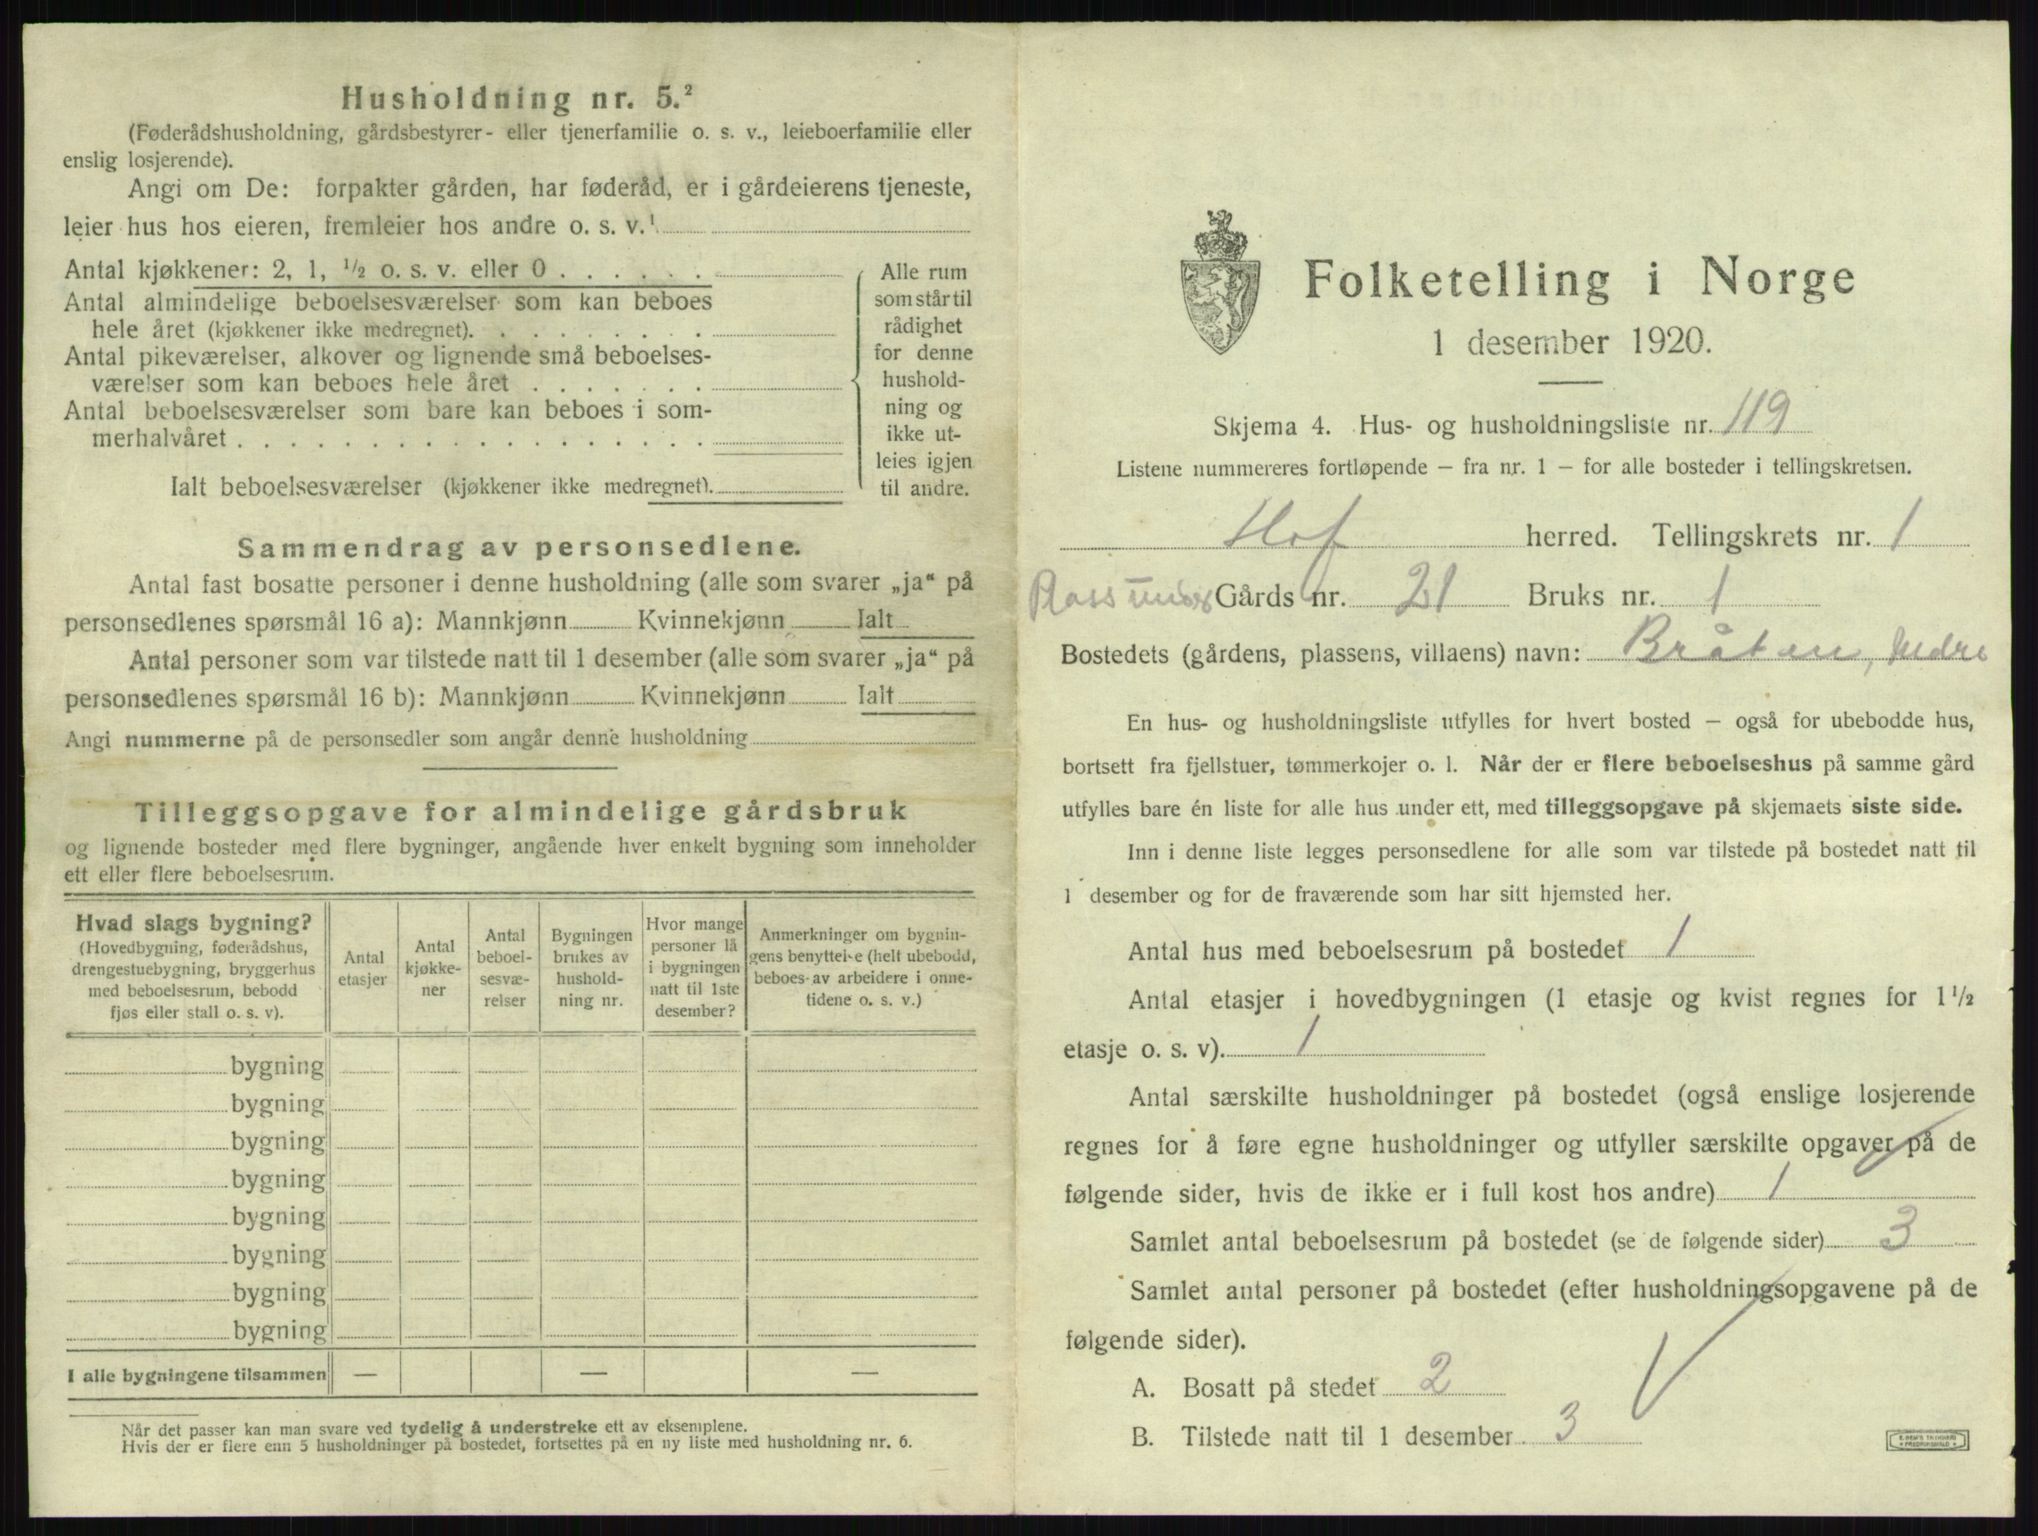 Husholdning nr. 5.²
(Føderådshusholdning, gårdsbestyrer- eller tjenerfamilie o. s. v., leieboerfamilie eller
enslig losjerende).
Angi om De: forpakter gården, har føderåd, er i gårdeierens tjeneste,
leier hus hos eieren, fremleier hos andre o. s. v.¹
Antal kjøkkener: 2, 1, ½ o. s. v. eller 0 . . . . . .
Antal almindelige beboelsesværelser som kan beboes
hele året (kjøkkener ikke medregnet). . . . . . . . .
Antal pikeværelser, alkover og lignende små beboelses-
værelser som kan beboes hele året . . . . . . .
Antal beboelsesværelser som bare kan beboes i som-
merhalvåret . . . . . . . . . . . . . . . . . .
Ialt beboelsesværelser (kjøkkener ikke medregnet).
Alle rum
som står til
rådighet
for denne
hushold-
ning og
ikke ut-
leies igjen
til andre.
Sammendrag av personsedlene.
Antal fast bosatte personer i denne husholdning (alle som svarer „ja“ på
personsedlenes spørsmål 16 a): Mannkjønn Kvinnekjønn Ialt
Antal personer som var tilstede natt til 1 desember (alle som svarer „ja“ på
personsedlenes spørsmål 16 b): Mannkjønn Kvinnekjønn Ialt
Angi nummerne på de personsedler som angår denne husholdning
Tilleggsopgave for almindelige gårdsbruk
og lignende bosteder med flere bygninger, angående hver enkelt bygning som inneholder
ett eller flere beboelsesrum.
Hvad slags bygning?
(Hovedbygning, føderådshus,
drengestuebygning, bryggerhus
med beboelsesrum, bebodd
fjøs eller stall o. s. v).
Antal
etasjer
Antal
kjøkke-
ner
Antal
beboel-
sesvæ-
relser
Bygningen
brukes av
hushold-
ning nr.
Hvor mange
personer lå
i bygningen
natt til 1ste
desember?
Anmerkninger om bygnin-
gens benyttelse (helt ubebodd,
beboes av arbeidere i onne-
tidene o. s. v.)
bygning
bygning
bygning
bygning
bygning
bygning
bygning
bygning
I alle bygningene tilsammen — — —
Når det passer kan man svare ved tydelig å understreke ett av eksemplene.
Hvis der er flere enn 5 husholdninger på bostedet, fortsettes på en ny liste med husholdning nr. 6.
Folketelling i Norge
1 desember 1920.
Skjema 4. Hus- og husholdningsliste nr. 119
Listene nummereres fortløpende – fra nr. 1 – for alle bosteder i tellingskretsen.
Hof herred. Tellingskrets nr. 1
Plass under Gårds nr. 21 Bruks nr. 1
Bostedets (gårdens, plassens, villaens) navn: Bråten, Indre
En hus- og husholdningsliste utfylles for hvert bosted – også for ubebodde hus,
bortsett fra fjellstuer, tømmerkojer o. l. Når der er flere beboelseshus på samme gård
utfylles bare én liste for alle hus under ett, med tilleggsopgave på skjemaets siste side.
Inn i denne liste legges personsedlene for alle som var tilstede på bostedet natt til
1 desember og for de fraværende som har sitt hjemsted her.
Antal hus med beboelsesrum på bostedet 1
Antal etasjer i hovedbygningen (1 etasje og kvist regnes for 1 ½
etasje o. s. v). 1
Antal særskilte husholdninger på bostedet (også enslige losjerende
regnes for å føre egne husholdninger og utfyller særskilte opgaver på de
følgende sider, hvis de ikke er i full kost hos andre) 1
Samlet antal beboelsesrum på bostedet (se de følgende sider) 3
Samlet antal personer på bostedet (efter husholdningsopgavene på de
følgende sider).
A. Bosatt på stedet 2
B. Tilstede natt til 1 desember 3